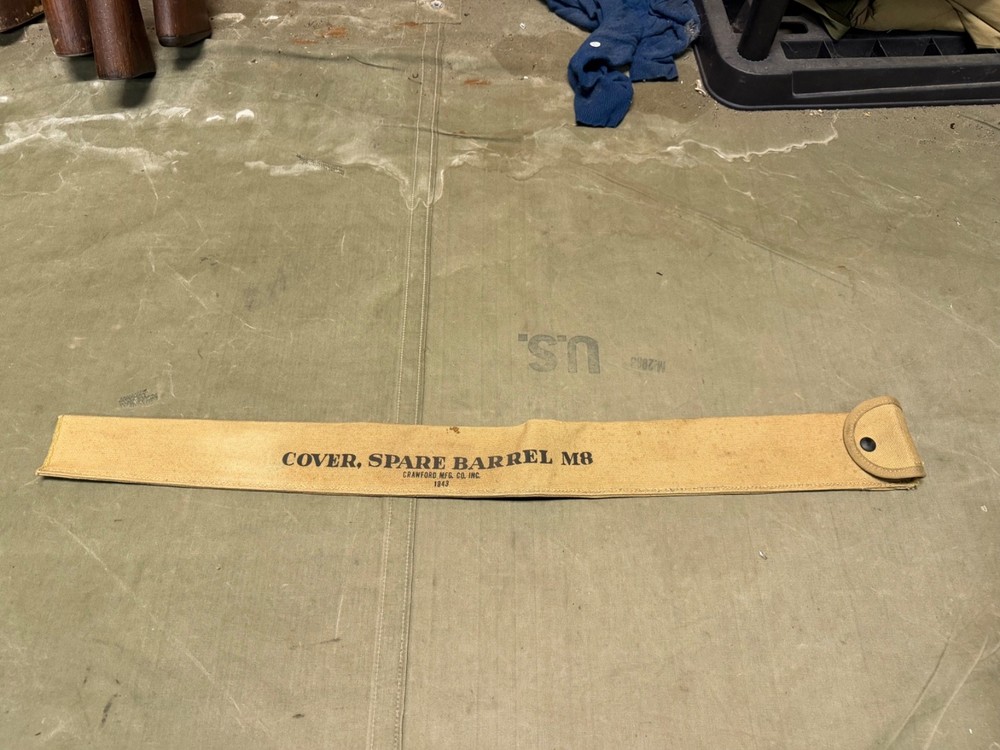 U.S.
COVER, SPARE BARREL M8
CRAWFORD MFG. CO. INC.
1943